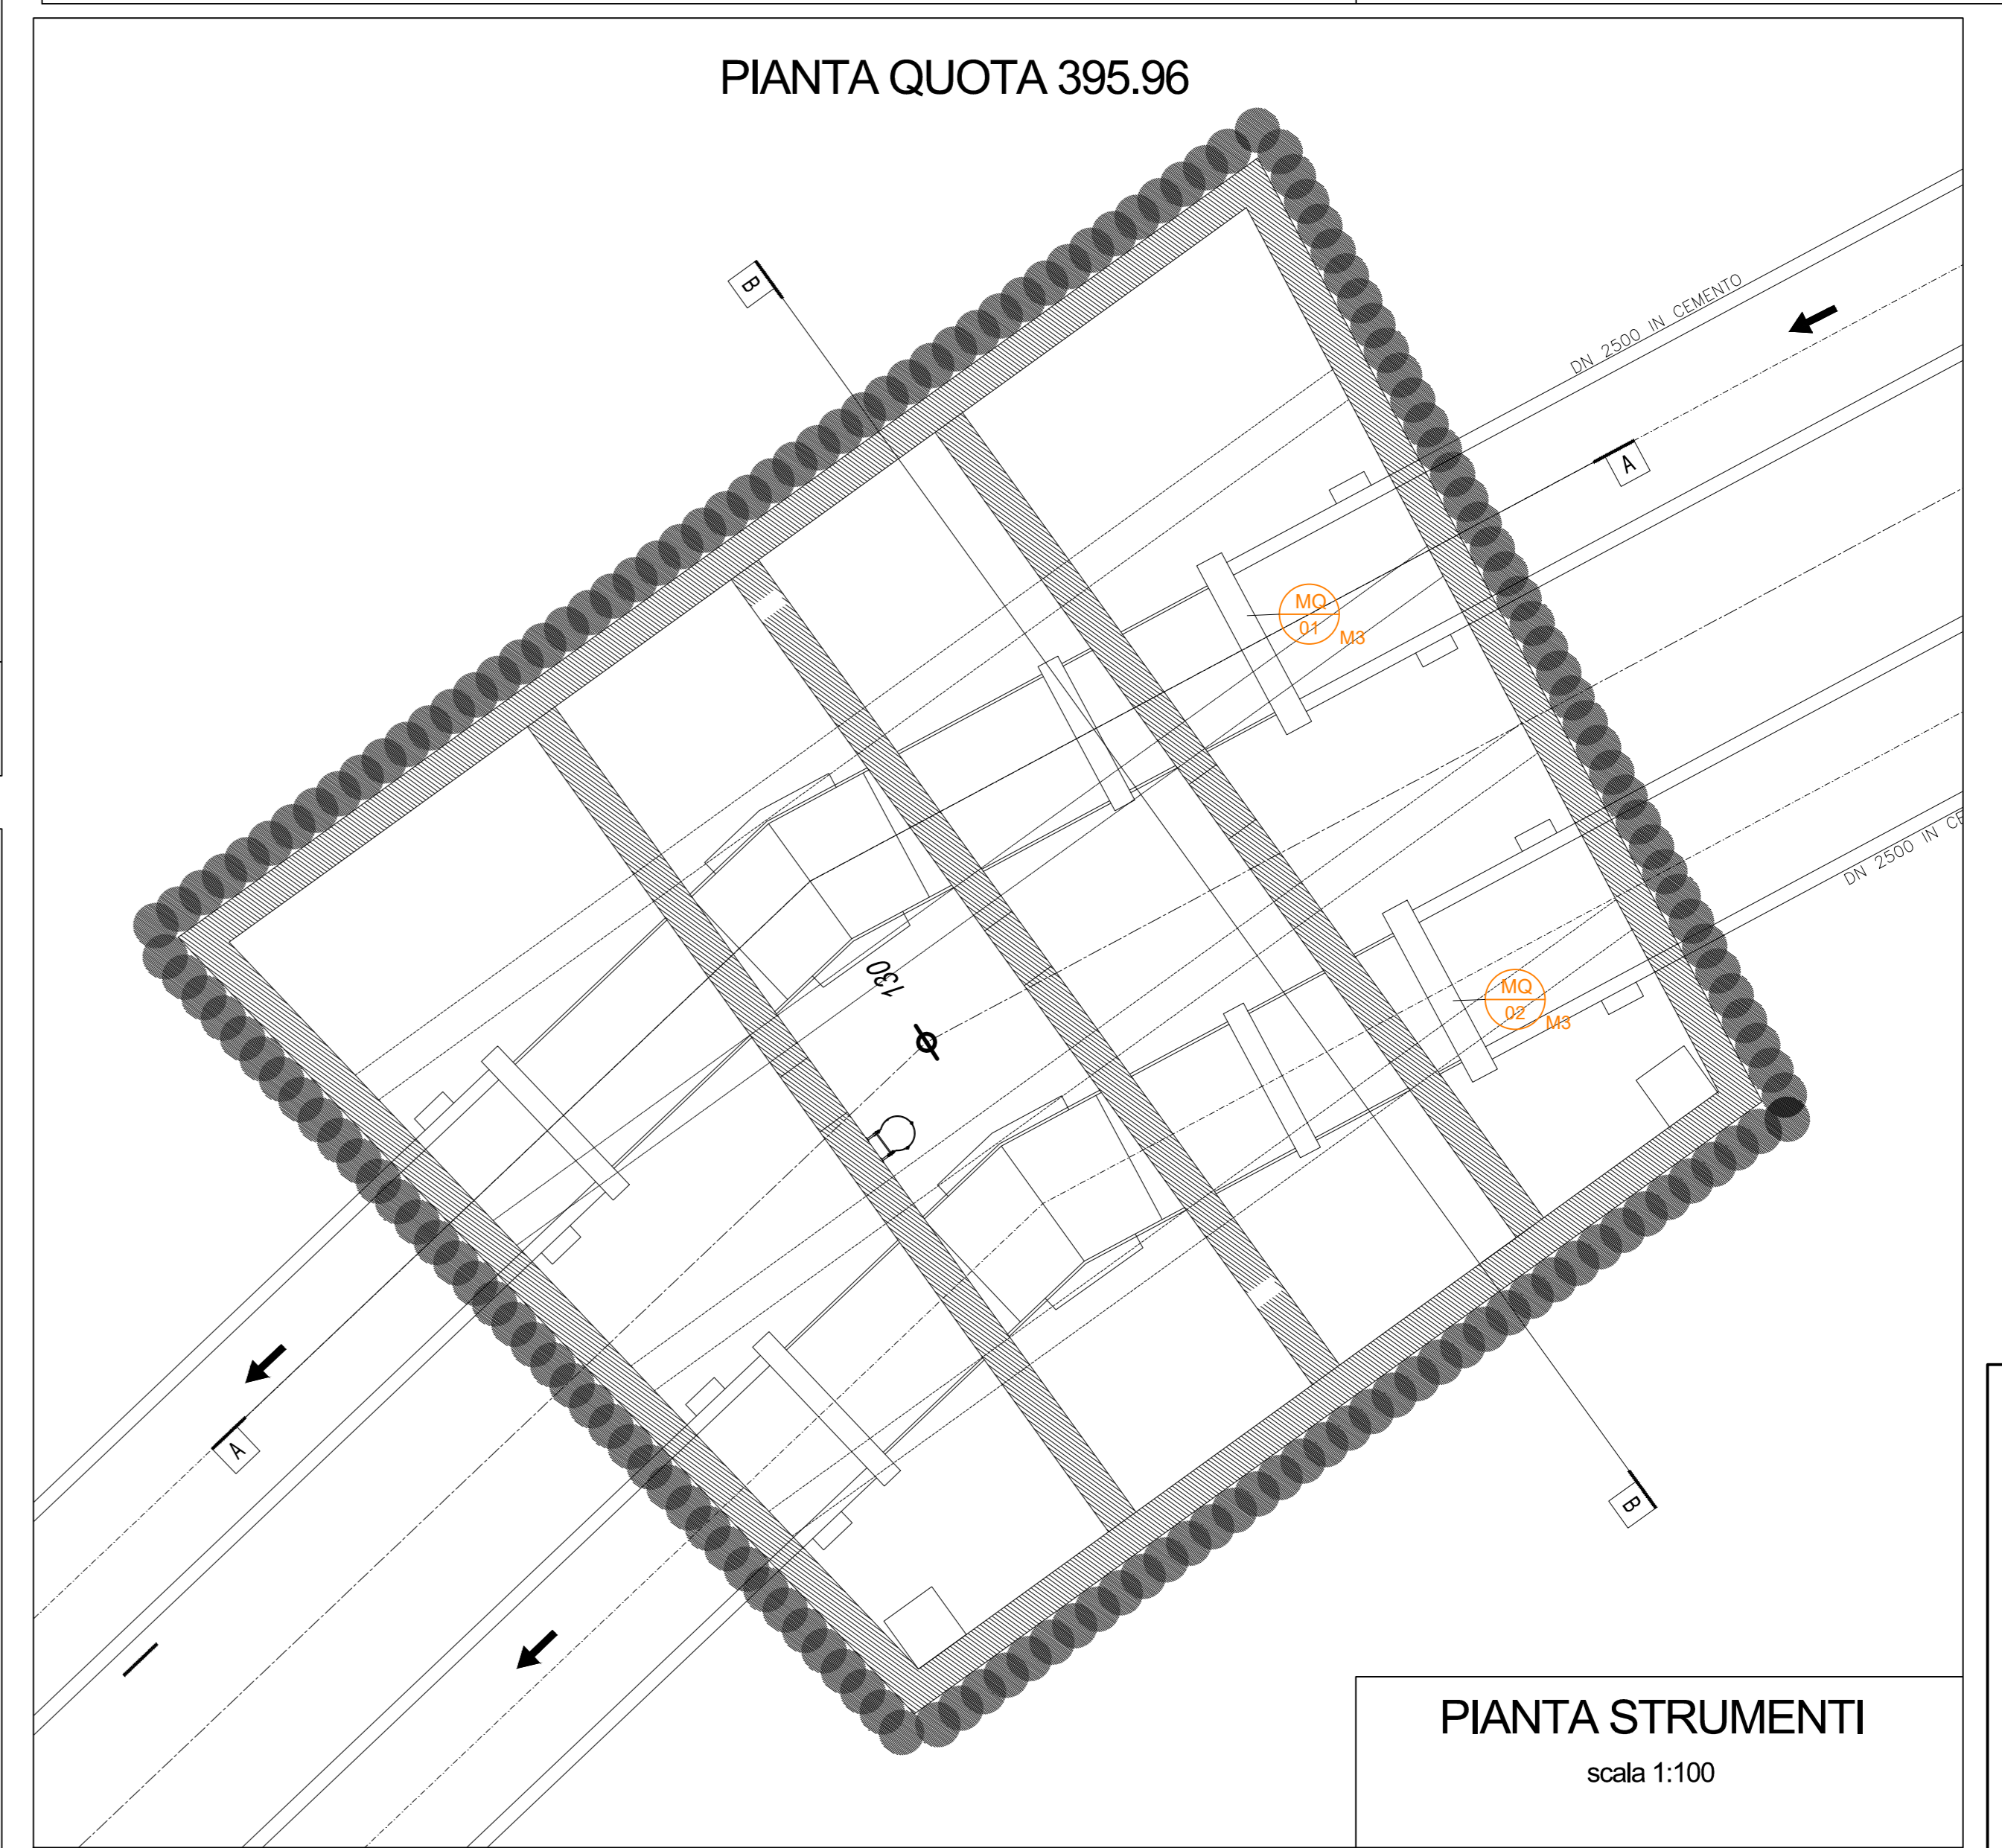 PIANTA QUOTA 395.96
B
DN 2500 IN CEMENTO
A
MQ
01
M3
DN 2500 IN CE
130
MQ
02
M3
A
B
PIANTA STRUMENTI
scala 1:100